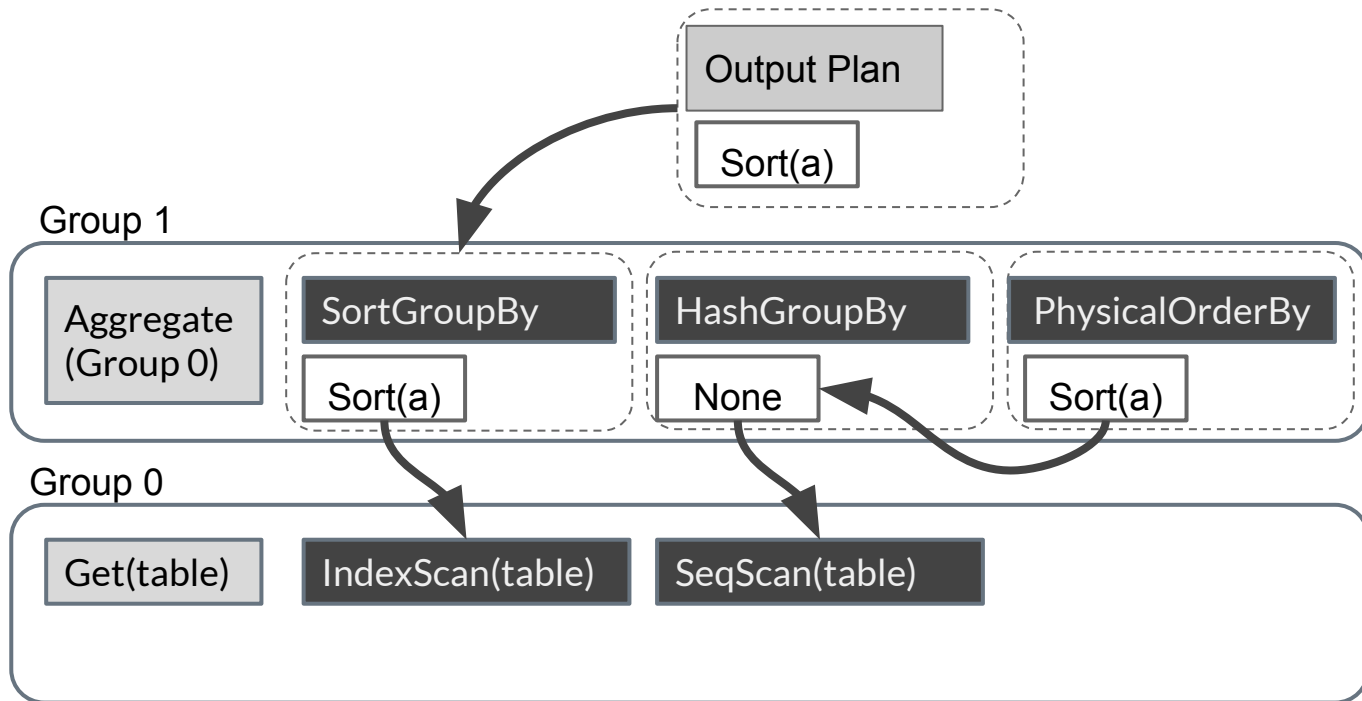 Output Plan
Sort(a)
Group 1
Aggregate
(Group 0)
SortGroupBy
Sort(a)
HashGroupBy
None
PhysicalOrderBy
Sort(a)
Group 0
Get(table)
IndexScan(table)
SeqScan(table)